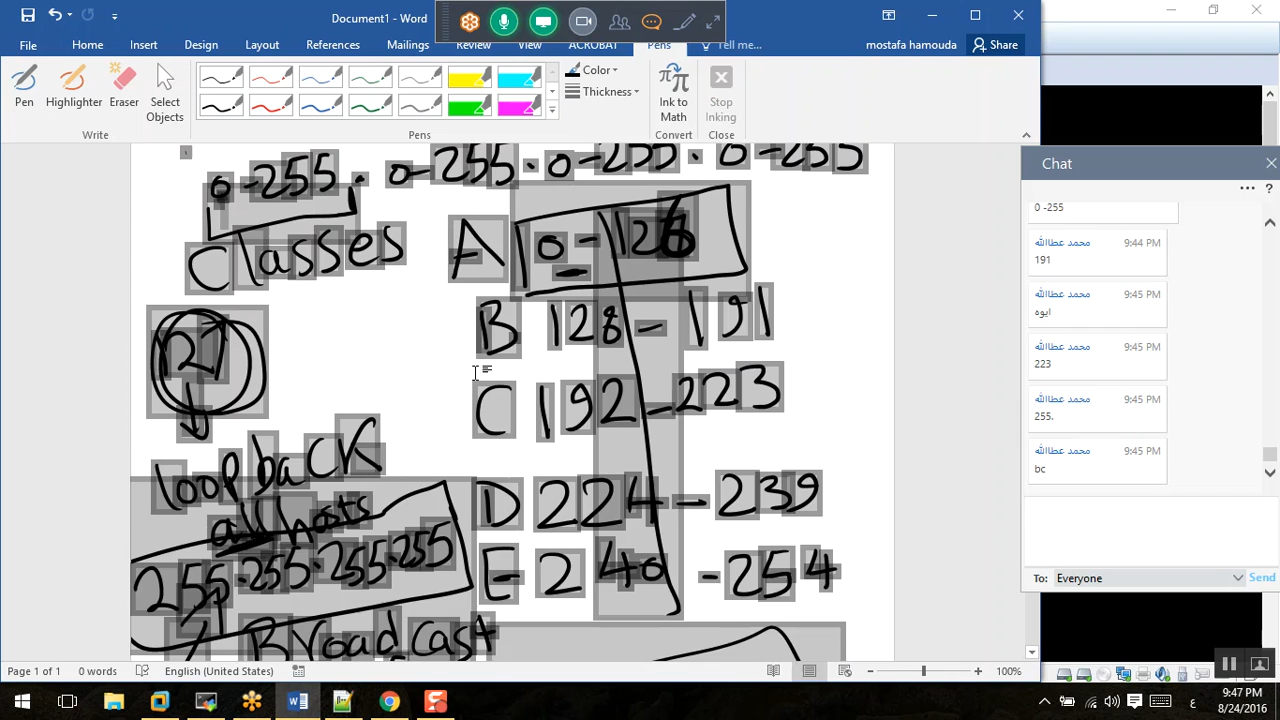 Document1 - Word
File Home Insert Design Layout References Mailings Review View ACROBAT Pens Tell me... mostafa hamouda Share
Pen Highlighter Eraser Select Objects
Color
Thickness
Ink to Math Stop Inking
Write Pens Convert Close
0-255.0-255.0-255.0-255
Classes A 0-126
B 128-191
127
C 192-223
loopback
D 224-239
all hosts
255.255.255.255
E 240-254
Broadcast
Chat
0 -255
محمد عطاالله 9:44 PM
191
محمد عطاالله 9:45 PM
ايوه
محمد عطاالله 9:45 PM
223
محمد عطاالله 9:45 PM
255.
محمد عطاالله 9:45 PM
bc
To: Everyone Send
Page 1 of 1 0 words English (United States) 100%
ع 9:47 PM
8/24/2016